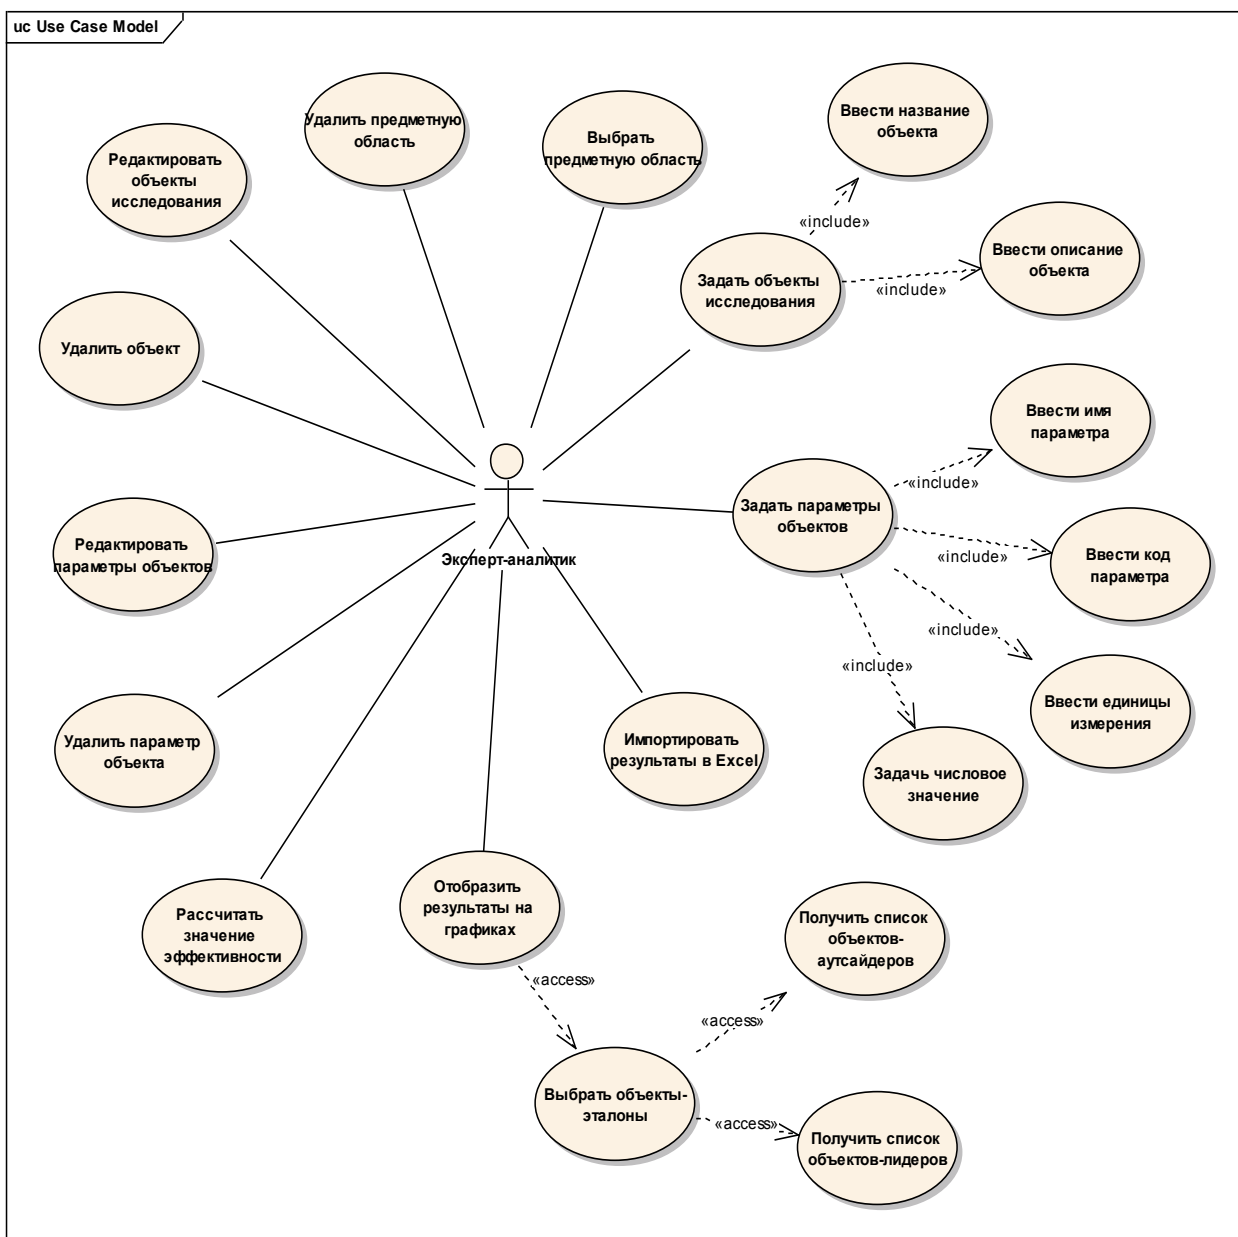 uc Use Case Model
Удалить предметную
область
Выбрать
предметную область
Ввести название
объекта
Редактировать
объекты
исследования
«include»
Задать объекты
исследования
Ввести описание
объекта
«include»
Удалить объект
Ввести имя
параметра
«include»
Задать параметры
объектов
Эксперт-аналитик
Редактировать
параметры объектов
«include»
Ввести код
параметра
«include»
«include»
Ввести единицы
измерения
Удалить параметр
объекта
Импортировать
результаты в Excel
Задачь числовое
значение
Рассчитать
значение
эффективности
Отобразить
результаты на
графиках
Получить список
объектов-
аутсайдеров
«access»
«access»
Выбрать объекты-
эталоны
«access»
Получить список
объектов-лидеров